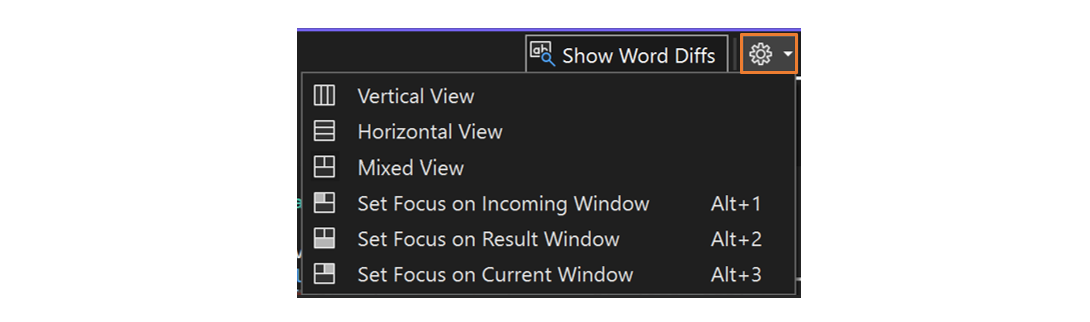 Show Word Diffs
Vertical View
Horizontal View
Mixed View
Set Focus on Incoming Window Alt+1
Set Focus on Result Window Alt+2
Set Focus on Current Window Alt+3